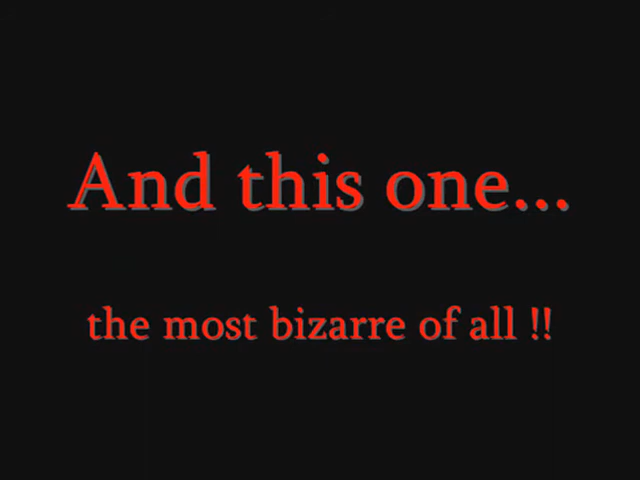 And this one...
the most bizarre of all !!